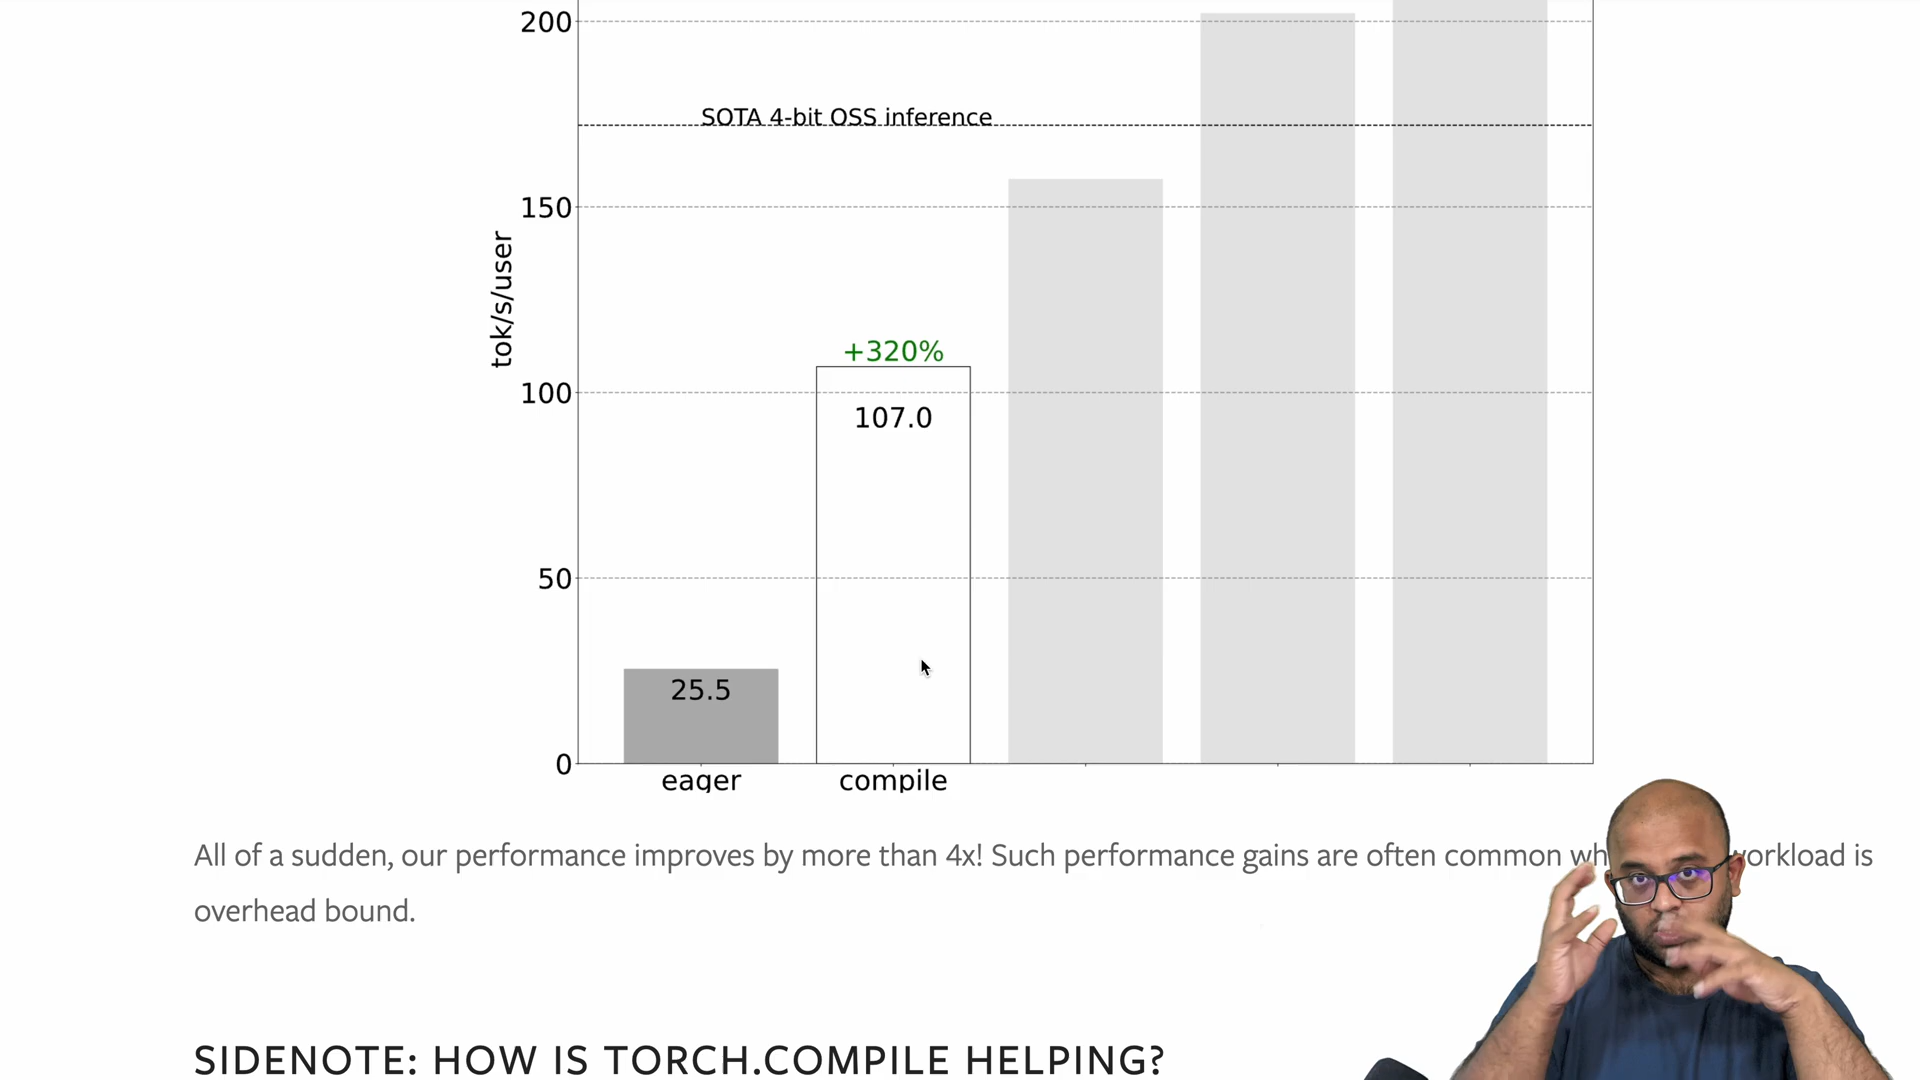 200
SOTA 4-bit OSS inference
150
tok/s/user
+320%
100
107.0
50
25.5
0
eager
compile
All of a sudden, our performance improves by more than 4x! Such performance gains are often common workload is
overhead bound.
SIDENOTE: HOW IS TORCH.COMPILE HELPING?